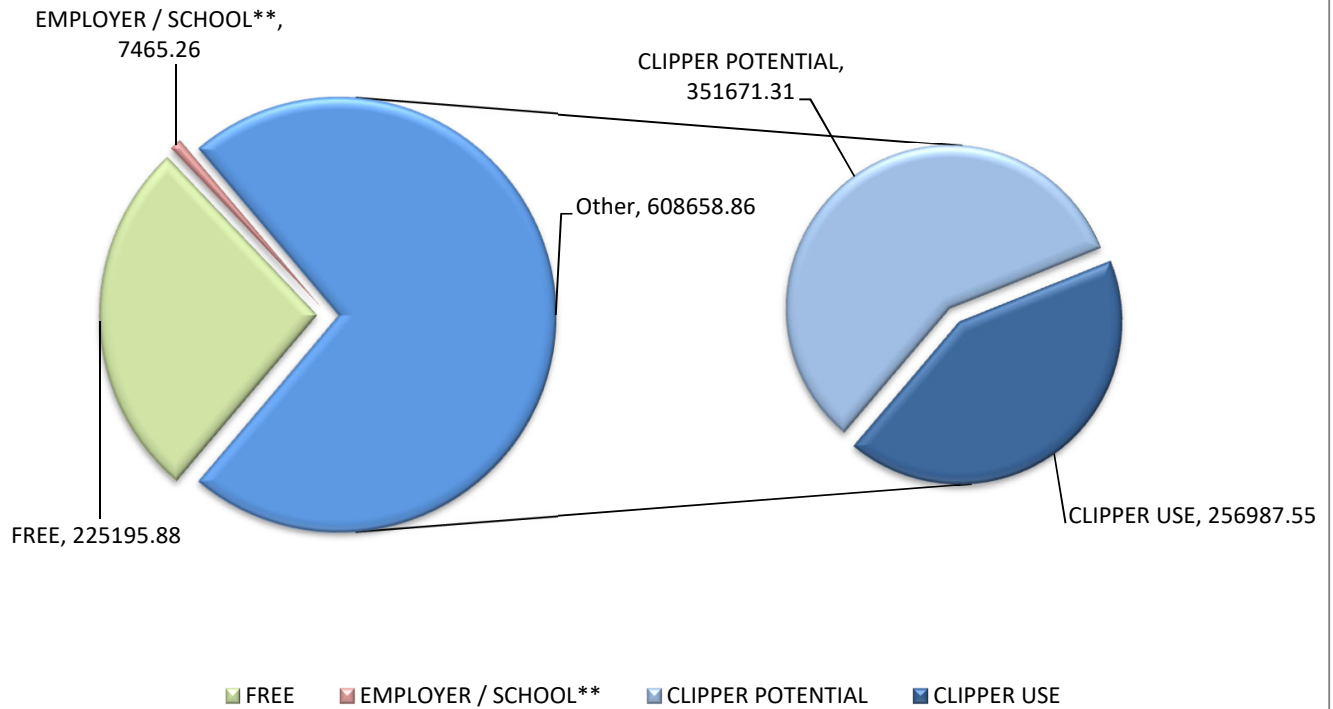 EMPLOYER / SCHOOL**,
7465.26
CLIPPER POTENTIAL,
351671.31
Other, 608658.86
FREE, 225195.88
CLIPPER USE, 256987.55
FREE
EMPLOYER / SCHOOL**
CLIPPER POTENTIAL
CLIPPER USE